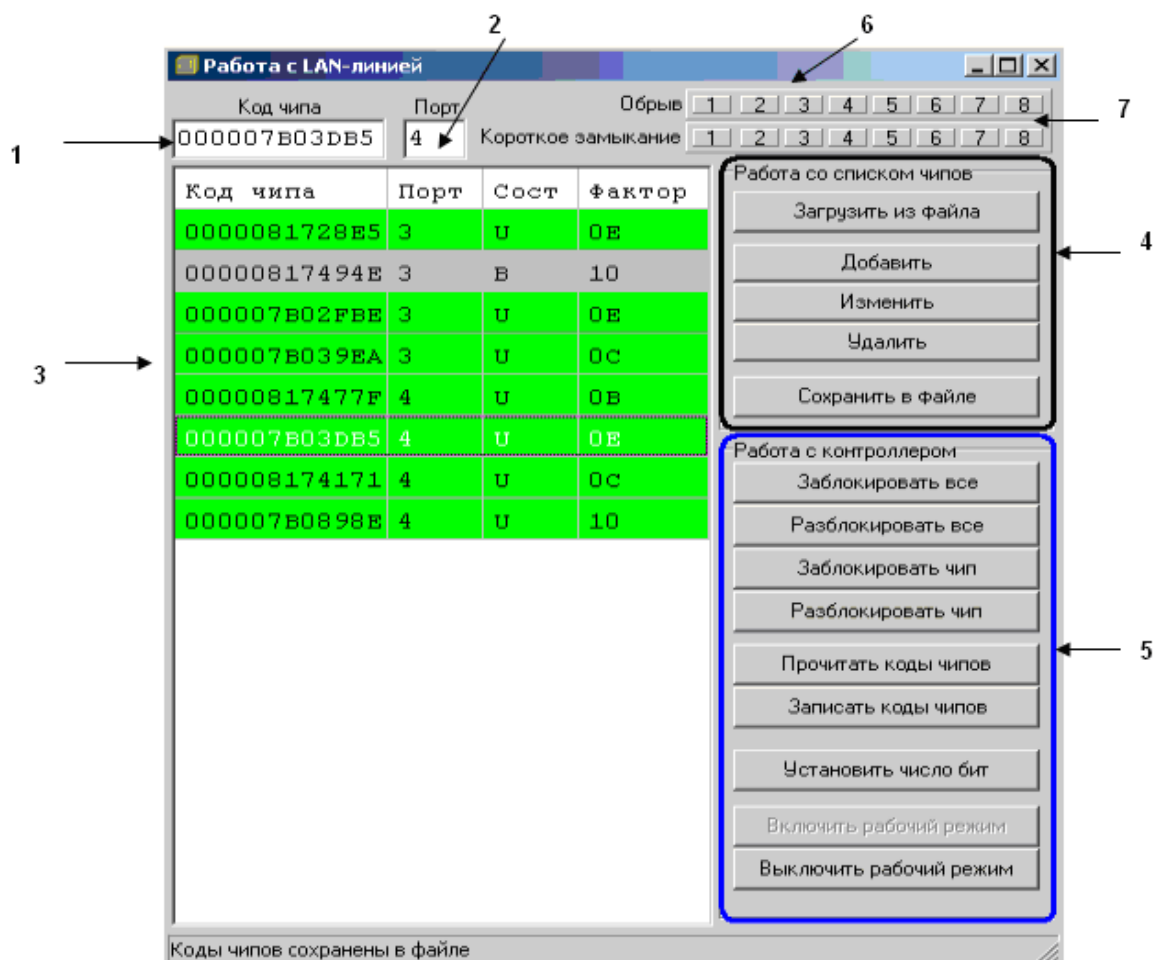 2
6
Работа с LAN-линией
Код чипа Порт Обрыв 1 2 3 4 5 6 7 8
7
1
000007B03DB5 4 Короткое замыкание 1 2 3 4 5 6 7 8
Код чипа Порт Сост Фактор
0000081728E5 3 U 0E
00000817494E 3 B 10
000007B02FBE 3 U 0E
000007B039EA 3 U 0C
00000817477F 4 U 0B
000007B03DB5 4 U 0E
000008174171 4 U 0C
000007B0898E 4 U 10
3
Работа со списком чипов
Загрузить из файла
Добавить
Изменить
Удалить
Сохранить в файле
4
Работа с контроллером
Заблокировать все
Разблокировать все
Заблокировать чип
Разблокировать чип
Прочитать коды чипов
Записать коды чипов
Установить число бит
Включить рабочий режим
Выключить рабочий режим
5
Коды чипов сохранены в файле